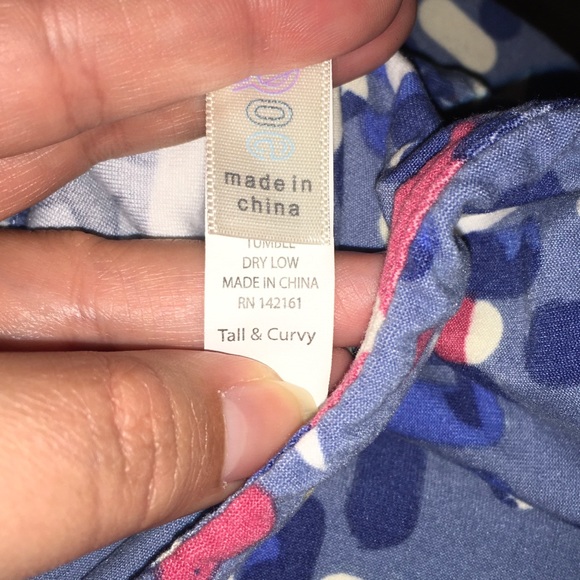 made in
china
TUMBLE
DRY LOW
MADE IN CHINA
RN 142161
Tall & Curvy